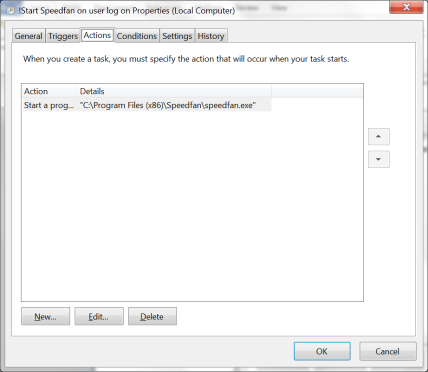 !Start Speedfan on user log on Properties (Local Computer)
General Triggers Actions Conditions Settings History
When you create a task, you must specify the action that will occur when your task starts.
Action Details
Start a prog... "C:\Program Files (x86)\Speedfan\speedfan.exe"
New... Edit... Delete
OK Cancel